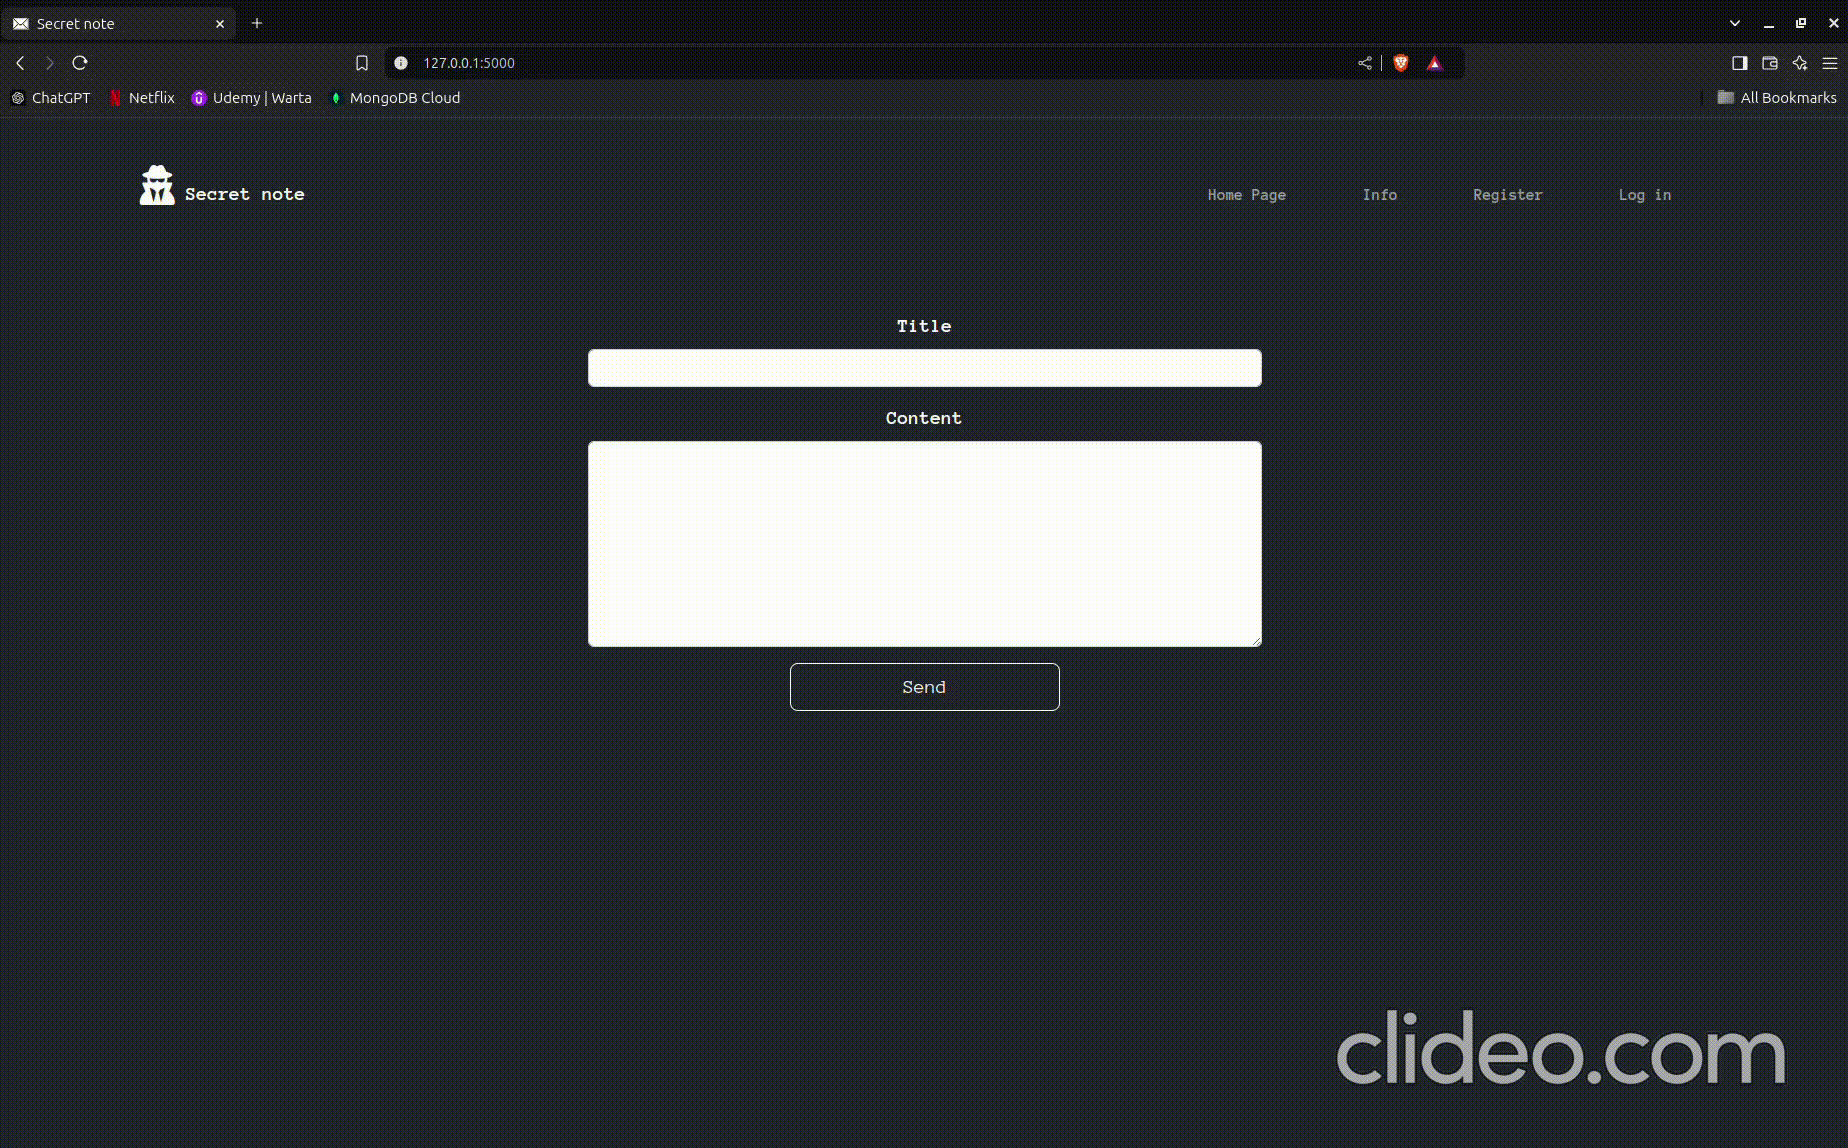 Secret note
127.0.0.1:5000
ChatGPT Netflix Udemy | Warta MongoDB Cloud All Bookmarks
Secret note Home Page Info Register Log in
Title
Content
Send
clideo.com